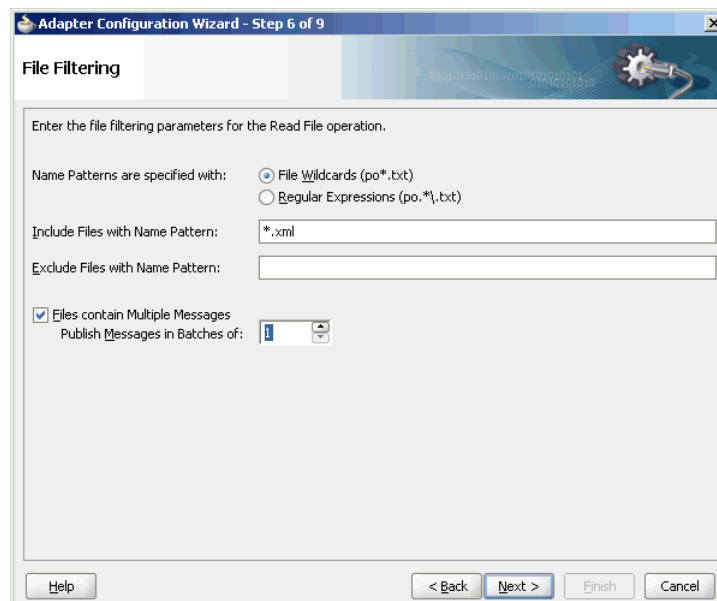 Adapter Configuration Wizard - Step 6 of 9
File Filtering
Enter the file filtering parameters for the Read File operation.
Name Patterns are specified with:
File Wildcards (po*.txt)
Regular Expressions (po.*\.txt)
Include Files with Name Pattern:
*.xml
Exclude Files with Name Pattern:
Files contain Multiple Messages
Publish Messages in Batches of:
1
Help
< Back
Next >
Finish
Cancel